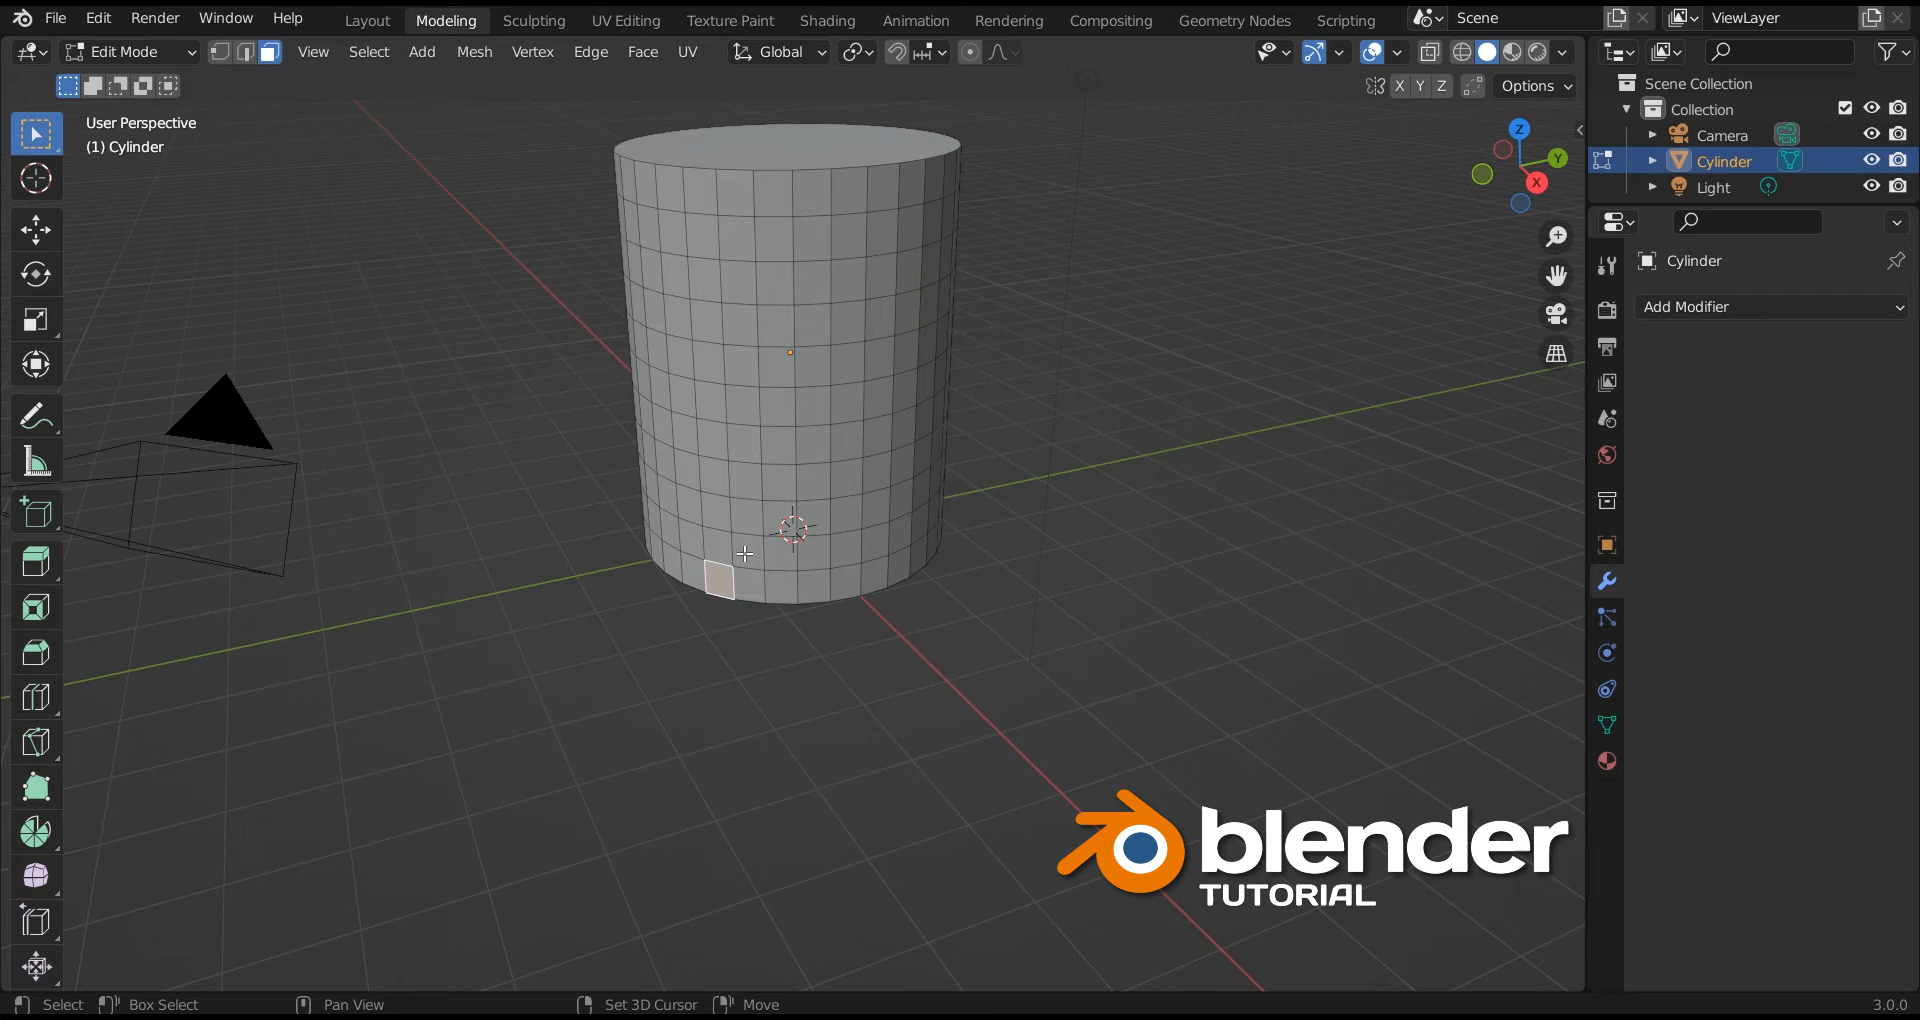 File Edit Render Window Help Layout Modeling Sculpting UV Editing Texture Paint Shading Animation Rendering Compositing Geometry Nodes Scripting Scene ViewLayer
Edit Mode View Select Add Mesh Vertex Edge Face UV Global
X Y Z Options
User Perspective
(1) Cylinder
Z
Y
X
Scene Collection
Collection
Camera
Cylinder
Light
Cylinder
Add Modifier
blender
TUTORIAL
Select Box Select Pan View Set 3D Cursor Move 3.0.0